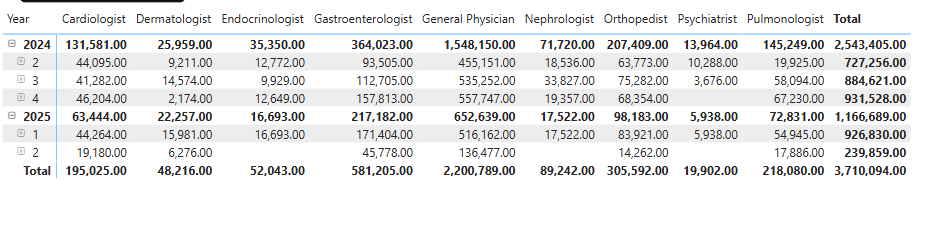 Year Cardiologist Dermatologist Endocrinologist Gastroenterologist General Physician Nephrologist Orthopedist Psychiatrist Pulmonologist Total
2024 131,581.00 25,959.00 35,350.00 364,023.00 1,548,150.00 71,720.00 207,409.00 13,964.00 145,249.00 2,543,405.00
2 44,095.00 9,211.00 12,772.00 93,505.00 455,151.00 18,536.00 63,773.00 10,288.00 19,925.00 727,256.00
3 41,282.00 14,574.00 9,929.00 112,705.00 535,252.00 33,827.00 75,282.00 3,676.00 58,094.00 884,621.00
4 46,204.00 2,174.00 12,649.00 157,813.00 557,747.00 19,357.00 68,354.00 67,230.00 931,528.00
2025 63,444.00 22,257.00 16,693.00 217,182.00 652,639.00 17,522.00 98,183.00 5,938.00 72,831.00 1,166,689.00
1 44,264.00 15,981.00 16,693.00 171,404.00 516,162.00 17,522.00 83,921.00 5,938.00 54,945.00 926,830.00
2 19,180.00 6,276.00 45,778.00 136,477.00 14,262.00 17,886.00 239,859.00
Total 195,025.00 48,216.00 52,043.00 581,205.00 2,200,789.00 89,242.00 305,592.00 19,902.00 218,080.00 3,710,094.00